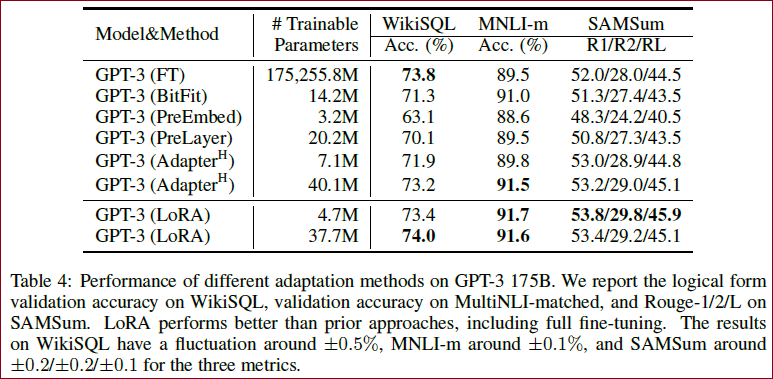 Model&Method # Trainable Parameters WikiSQL Acc. (%) MNLI-m Acc. (%) SAMSum R1/R2/RL
GPT-3 (FT) 175,255.8M 73.8 89.5 52.0/28.0/44.5
GPT-3 (BitFit) 14.2M 71.3 91.0 51.3/27.4/43.5
GPT-3 (PreEmbed) 3.2M 63.1 88.6 48.3/24.2/40.5
GPT-3 (PreLayer) 20.2M 70.1 89.5 50.8/27.3/43.5
GPT-3 (Adapterᴴ) 7.1M 71.9 89.8 53.0/28.9/44.8
GPT-3 (Adapterᴴ) 40.1M 73.2 91.5 53.2/29.0/45.1
GPT-3 (LoRA) 4.7M 73.4 91.7 53.8/29.8/45.9
GPT-3 (LoRA) 37.7M 74.0 91.6 53.4/29.2/45.1
Table 4: Performance of different adaptation methods on GPT-3 175B. We report the logical form
validation accuracy on WikiSQL, validation accuracy on MultiNLI-matched, and Rouge-1/2/L on
SAMSum. LoRA performs better than prior approaches, including full fine-tuning. The results
on WikiSQL have a fluctuation around ±0.5%, MNLI-m around ±0.1%, and SAMSum around
±0.2/±0.2/±0.1 for the three metrics.